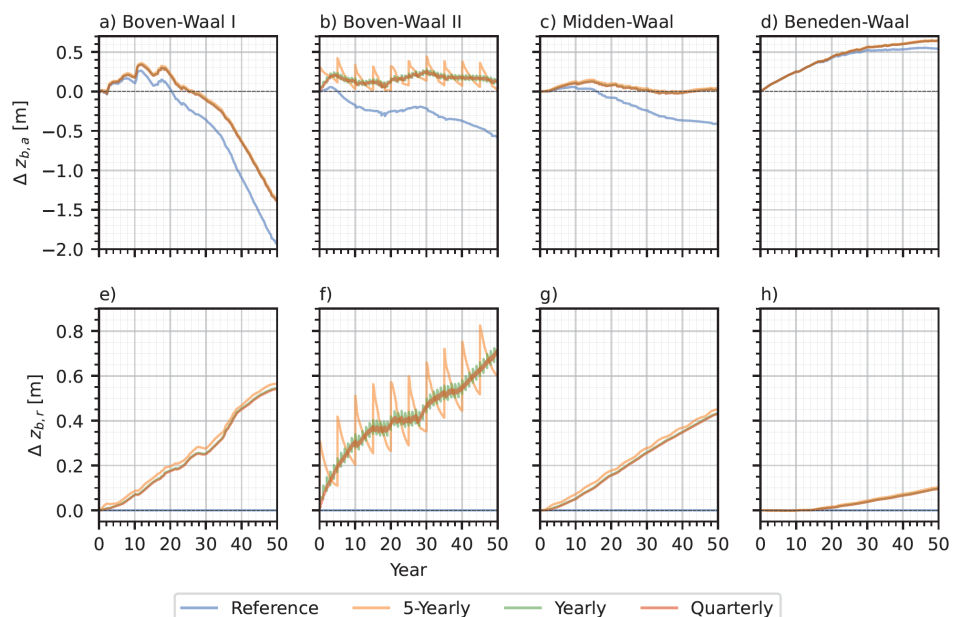 a) Boven-Waal I
b) Boven-Waal II
c) Midden-Waal
d) Beneden-Waal
0.5
0.0
−0.5
−1.0
−1.5
−2.0
Δ z_{b,a} [m]
e)
f)
g)
h)
0.8
0.6
0.4
0.2
0.0
Δ z_{b,r} [m]
0 10 20 30 40 50
0 10 20 30 40 50
0 10 20 30 40 50
0 10 20 30 40 50
Year
Reference 5-Yearly Yearly Quarterly